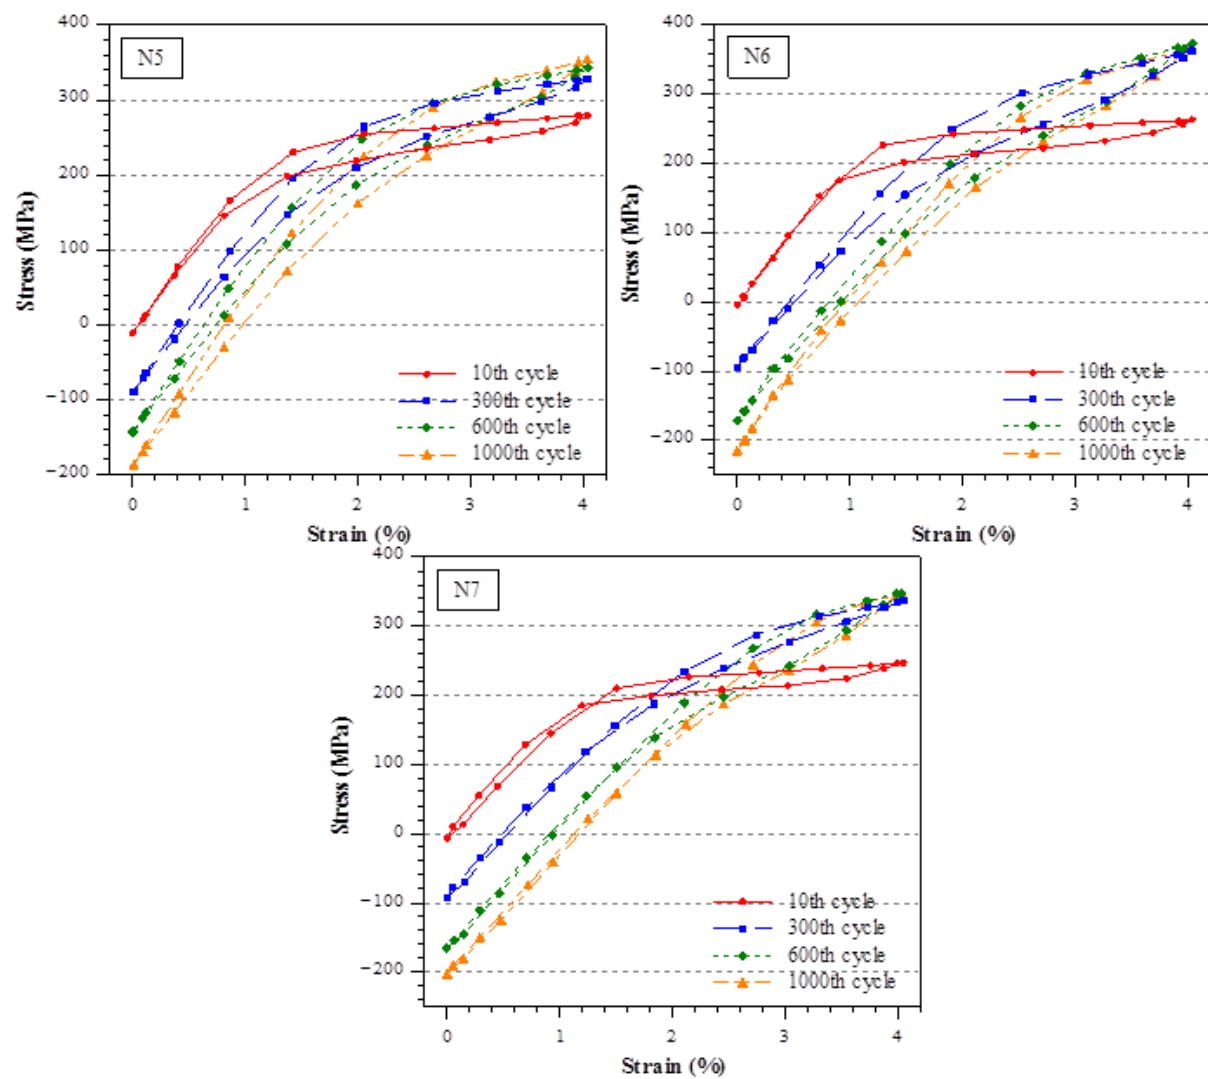 400
N5
300
200
100
0
−100
−200
Stress (MPa)
10th cycle
300th cycle
600th cycle
1000th cycle
0 1 2 3 4
Strain (%)
400
N6
300
200
100
0
−100
−200
Stress (MPa)
10th cycle
300th cycle
600th cycle
1000th cycle
0 1 2 3 4
Strain (%)
400
N7
300
200
100
0
−100
−200
Stress (MPa)
10th cycle
300th cycle
600th cycle
1000th cycle
0 1 2 3 4
Strain (%)